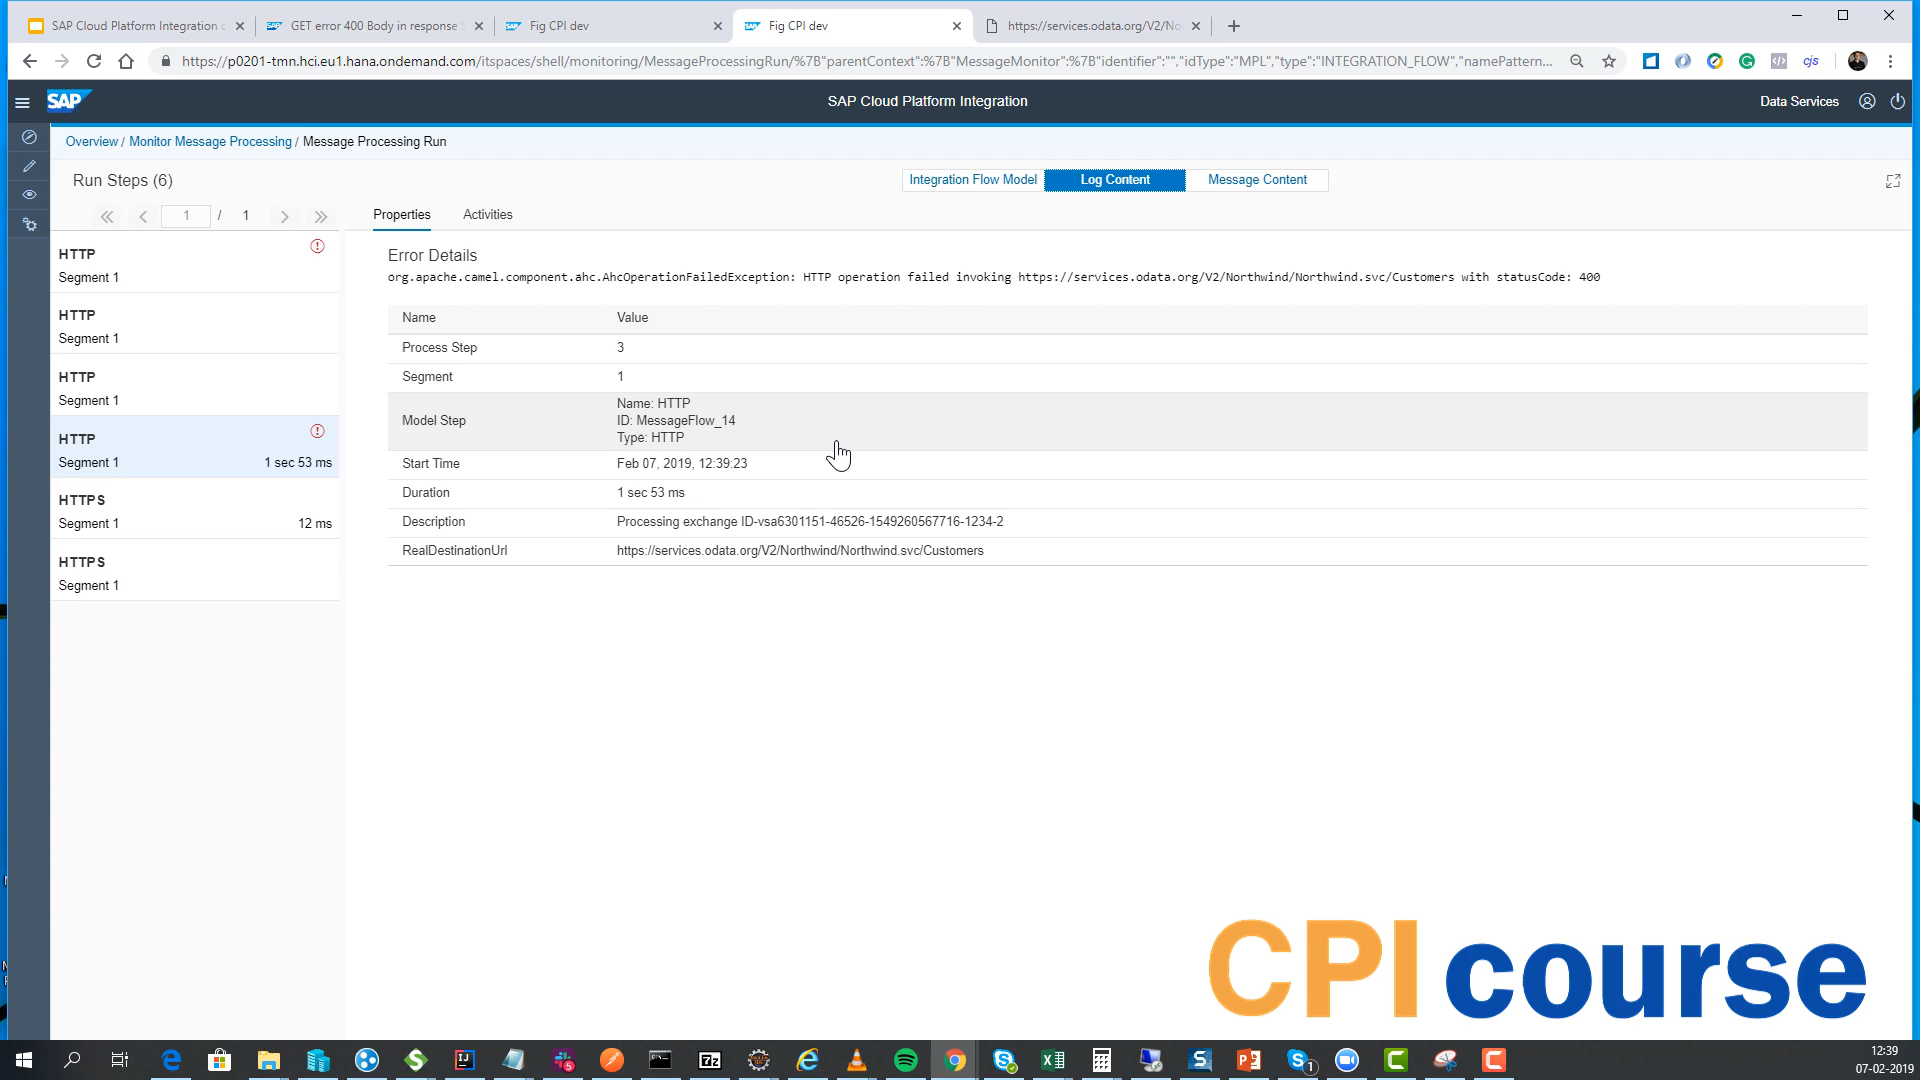 SAP Cloud Platform Integration c
GET error 400 Body in response S
Fig CPI dev
Fig CPI dev
https://services.odata.org/V2/No
https://p0201-tmn.hci.eu1.hana.ondemand.com/itspaces/shell/monitoring/MessageProcessingRun/%7B"parentContext":%7B"MessageMonitor":%7B"identifier":"","idType":"MPL","type":"INTEGRATION_FLOW","namePattern...
cjs
SAP
SAP Cloud Platform Integration
Data Services
Overview / Monitor Message Processing / Message Processing Run
Run Steps (6)
Integration Flow Model
Log Content
Message Content
1 / 1
Properties
Activities
HTTP
Segment 1
HTTP
Segment 1
HTTP
Segment 1
HTTP
Segment 1
1 sec 53 ms
HTTPS
Segment 1
12 ms
HTTPS
Segment 1
Error Details
org.apache.camel.component.ahc.AhcOperationFailedException: HTTP operation failed invoking https://services.odata.org/V2/Northwind/Northwind.svc/Customers with statusCode: 400
Name Value
Process Step 3
Segment 1
Model Step
Name: HTTP
ID: MessageFlow_14
Type: HTTP
Start Time Feb 07, 2019, 12:39:23
Duration 1 sec 53 ms
Description Processing exchange ID-vsa6301151-46526-1549260567716-1234-2
RealDestinationUrl https://services.odata.org/V2/Northwind/Northwind.svc/Customers
CPI course
12:39
07-02-2019